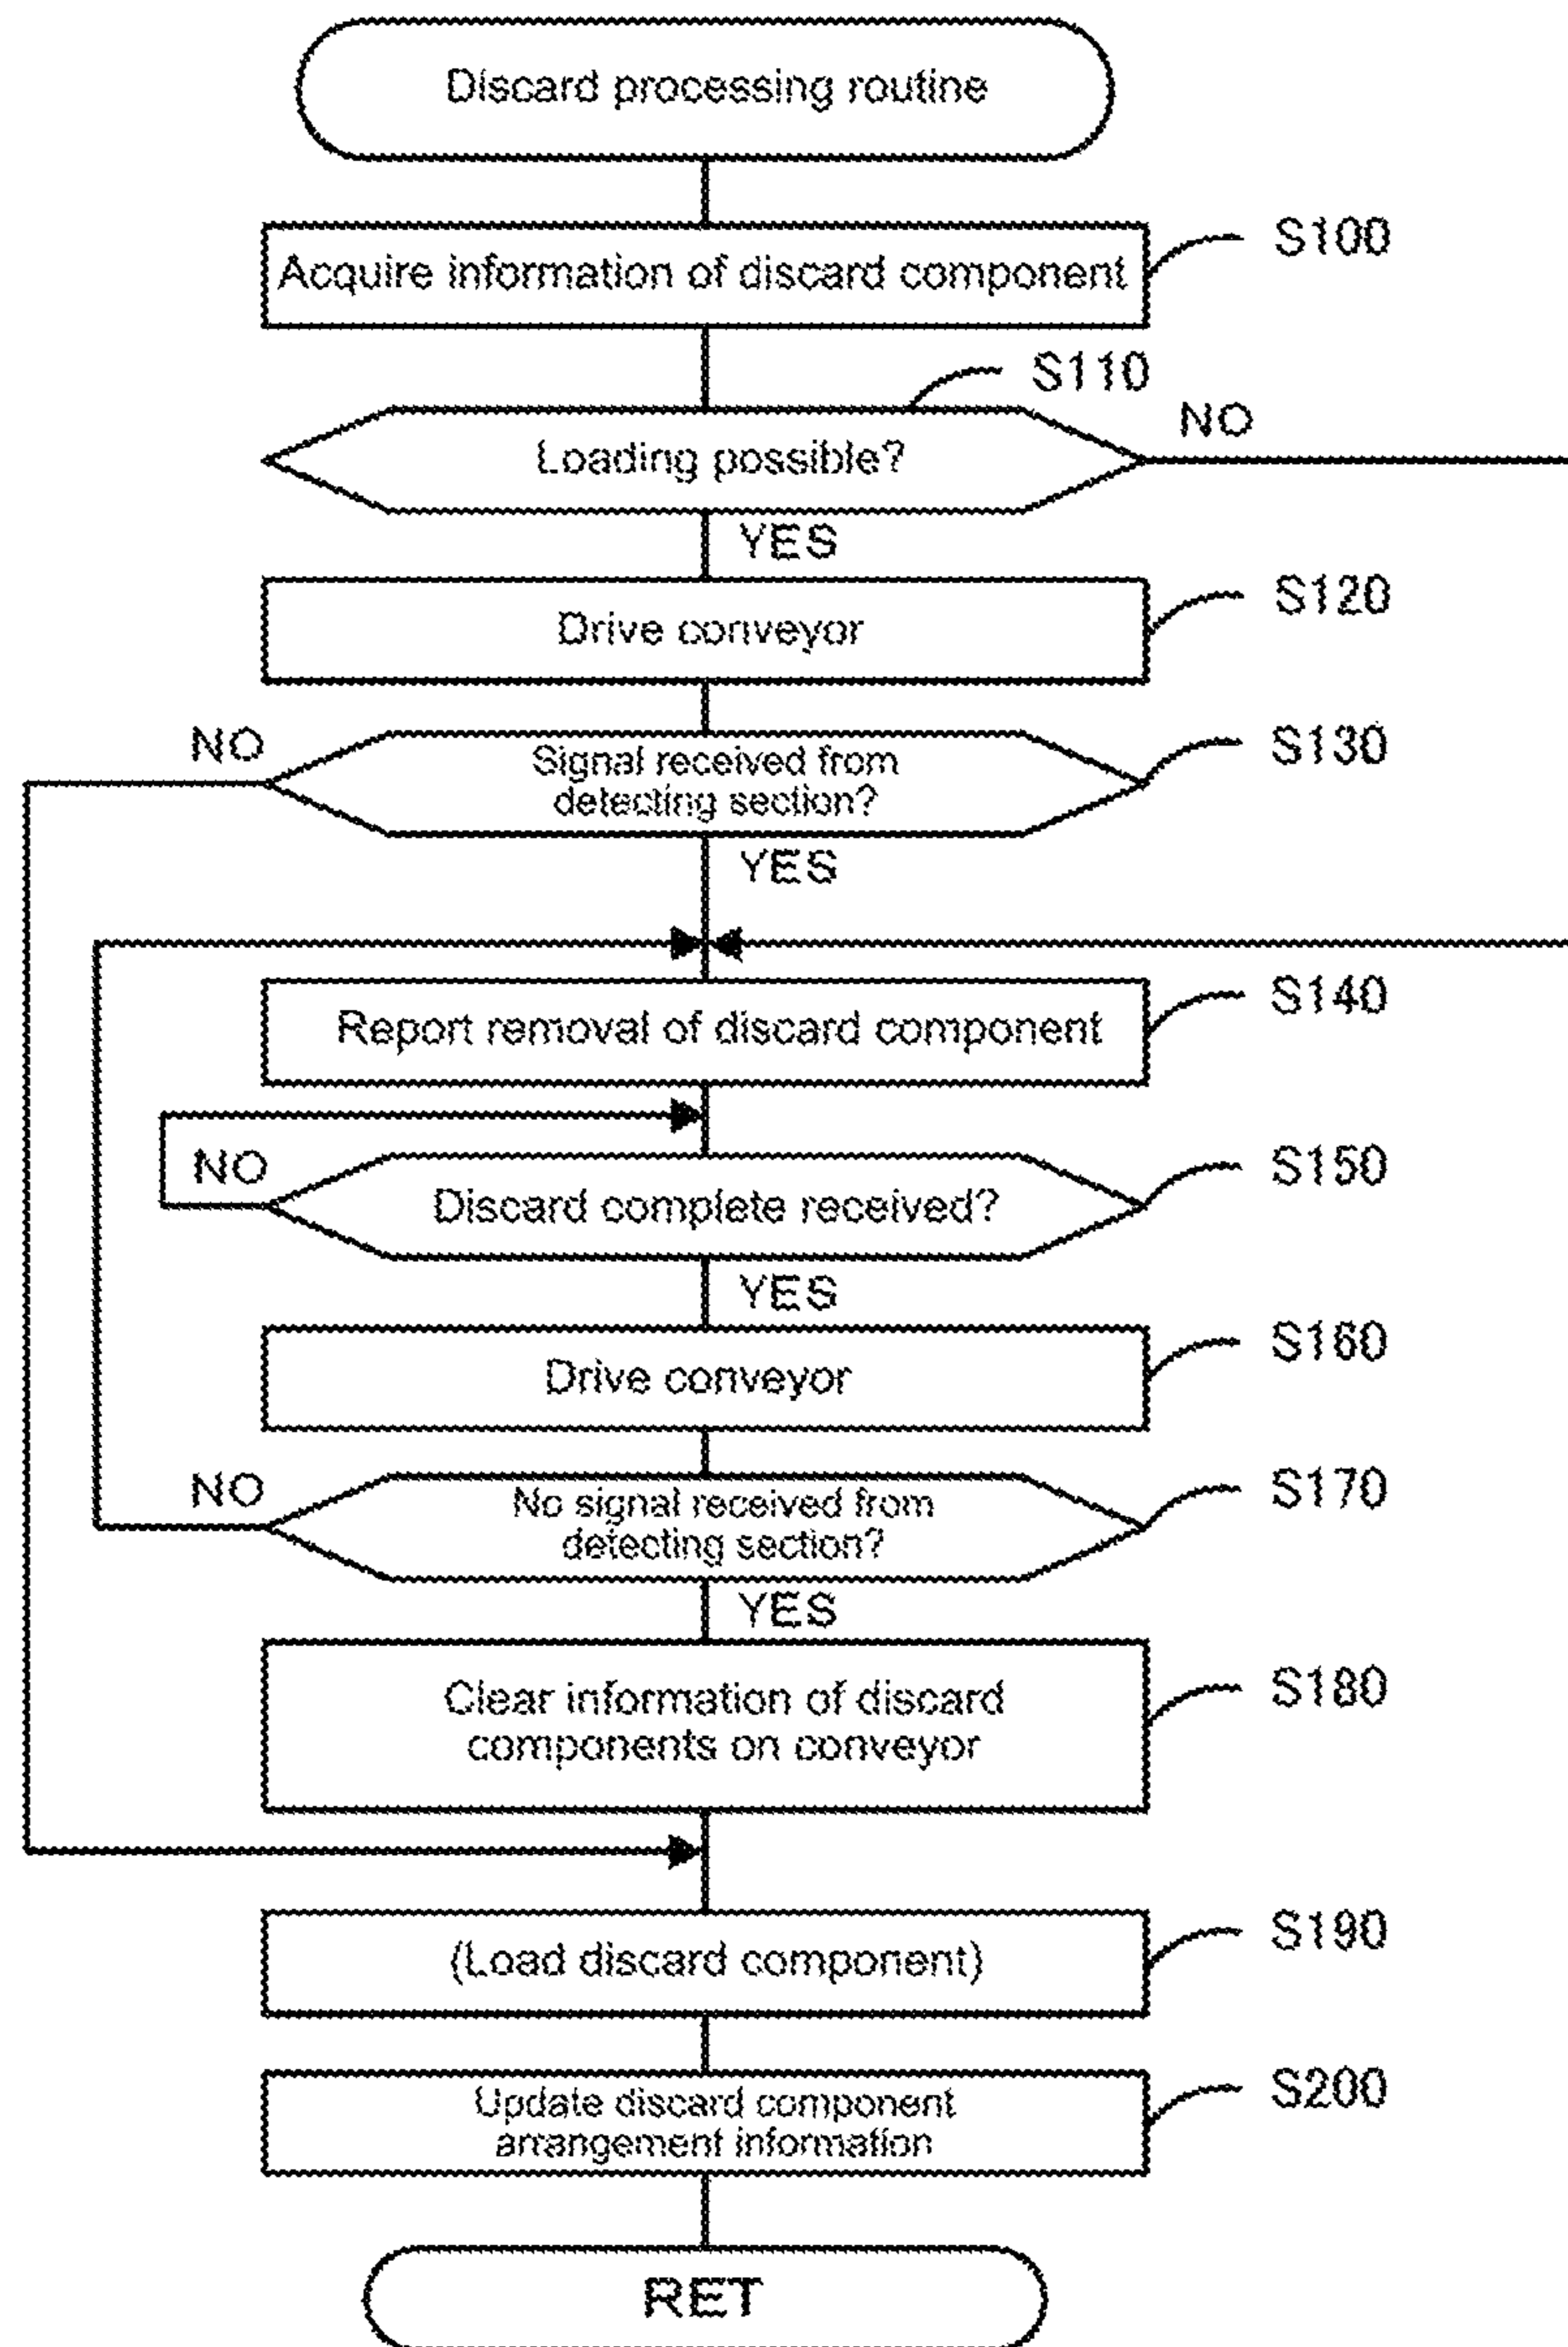 Discard processing routine
Acquire information of discard component
S100
S110
Loading possible?
NO
YES
Drive conveyor
S120
NO
Signal received from
detecting section?
S130
YES
Report removal of discard component
S140
NO
Discard complete received?
S150
YES
Drive conveyor
S160
NO
No signal received from
detecting section?
S170
YES
Clear information of discard
components on conveyor
S180
(Load discard component)
S190
Update discard component
arrangement information
S200
RET